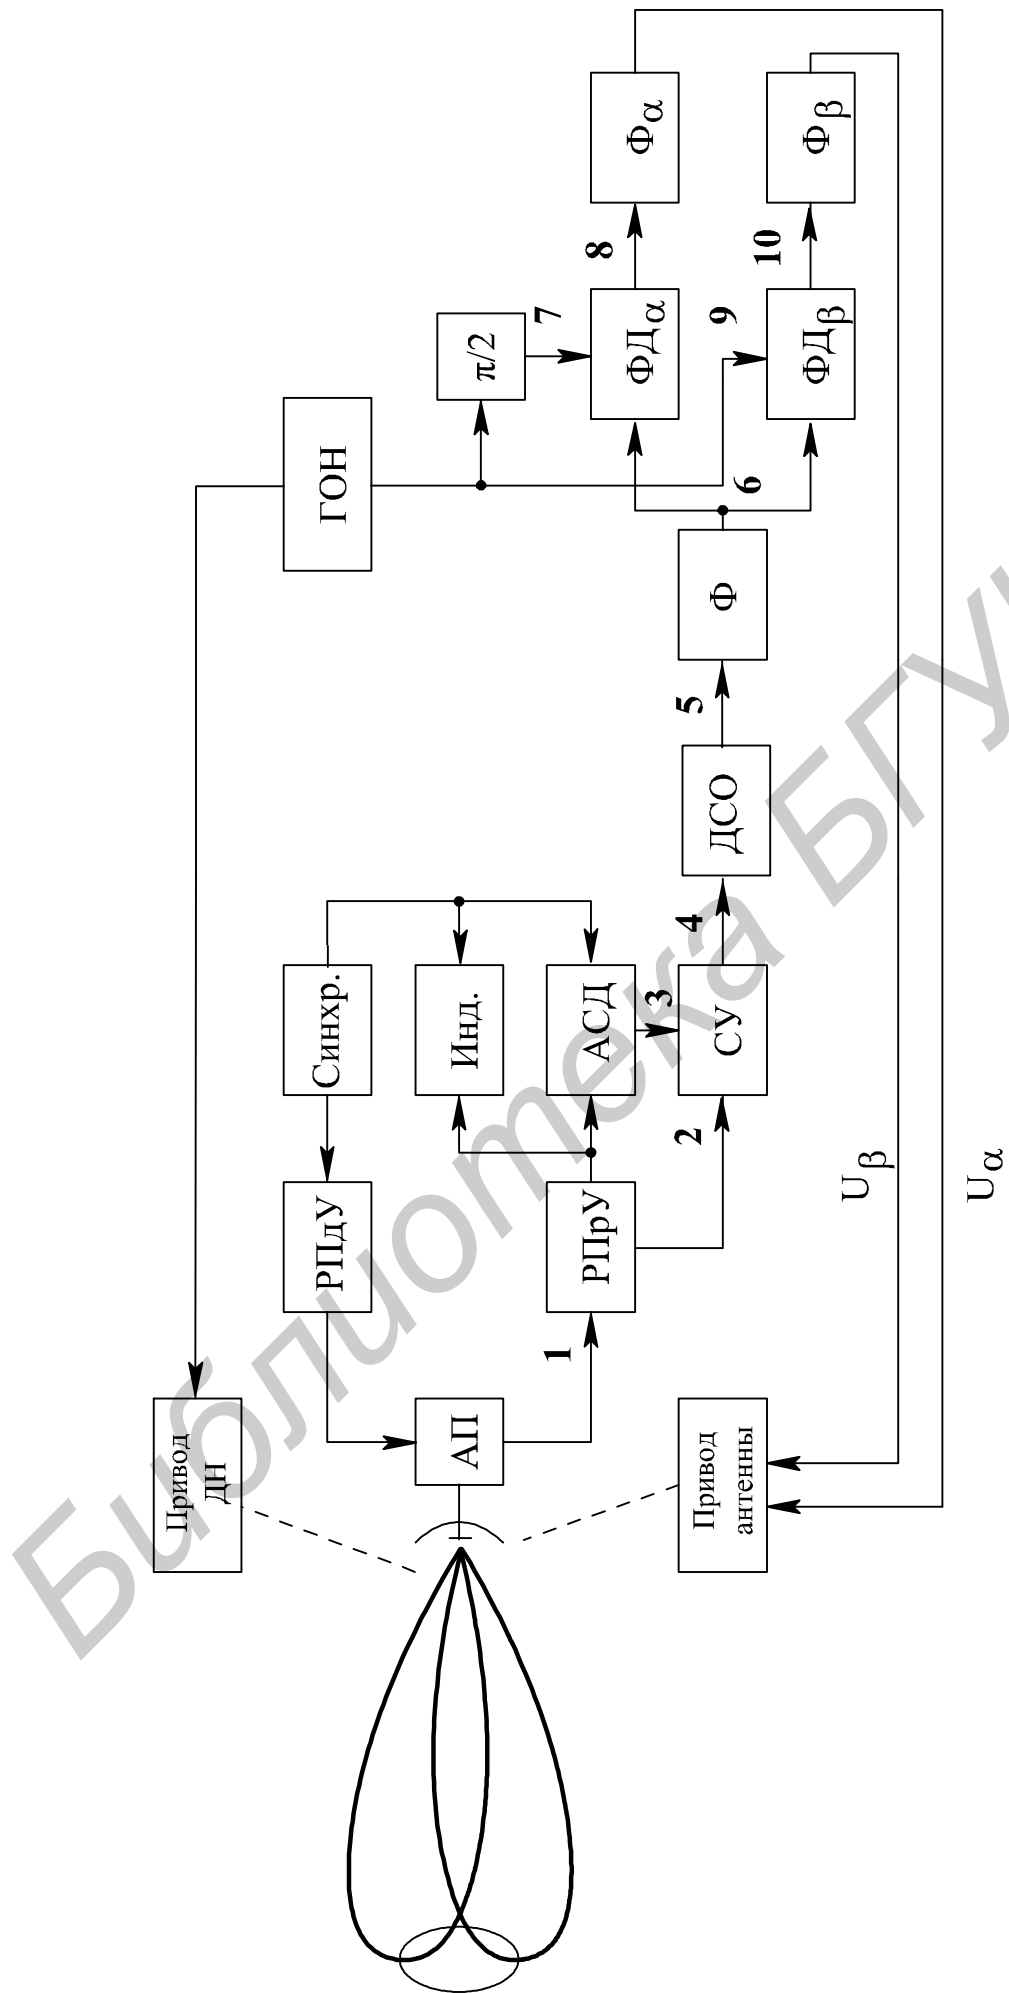 Привод
ДН
ГОН
РПдУ
Синхр.
АП
Инд.
π/2
7
1
РПрУ
АСД
ФДα
8
Фα
3
2
СУ
4
ДСО
5
Ф
6
9
ФДβ
10
Фβ
Привод
антенны
Uβ
Uα
Библиотека БГУ